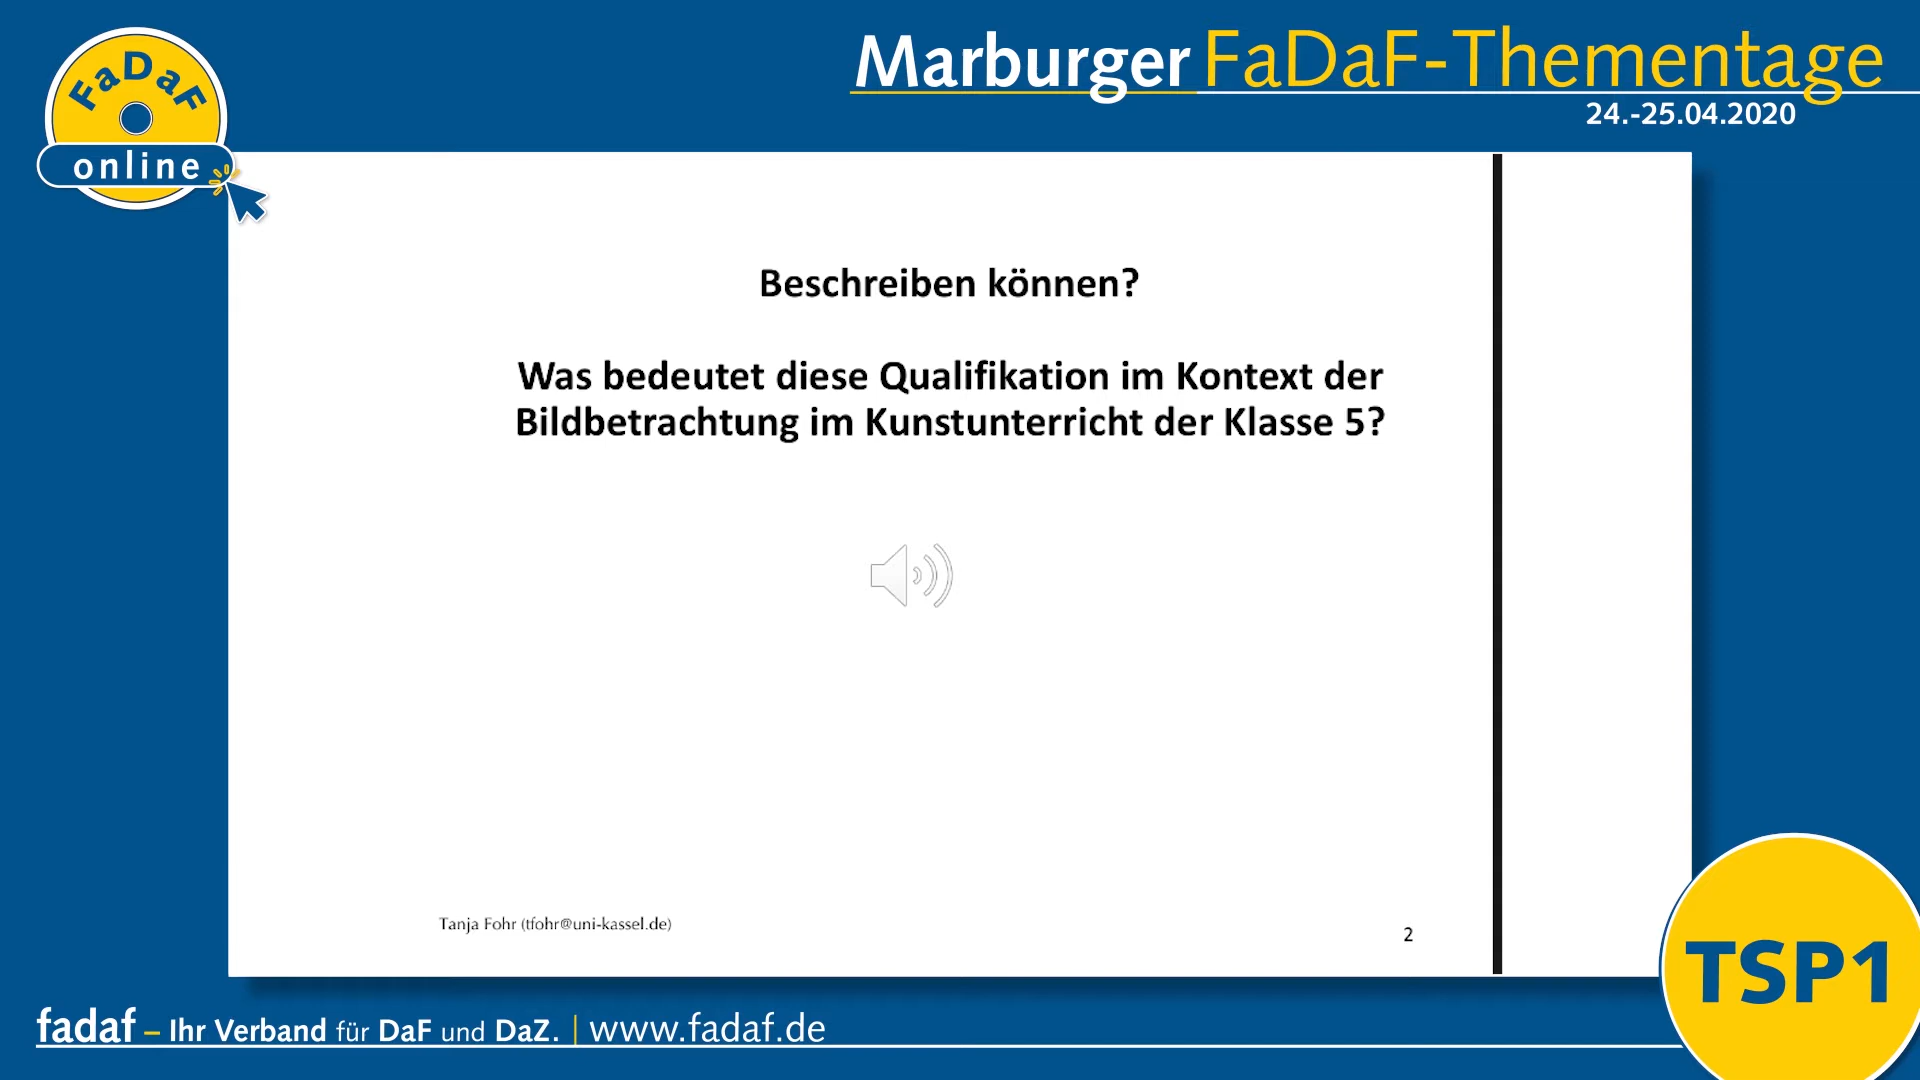 FaDaF
online
Marburger FaDaF-Thementage
24.-25.04.2020
Beschreiben können?
Was bedeutet diese Qualifikation im Kontext der
Bildbetrachtung im Kunstunterricht der Klasse 5?
Tanja Fohr (tfohr@uni-kassel.de)
2
TSP1
fadaf – Ihr Verband für DaF und DaZ. | www.fadaf.de